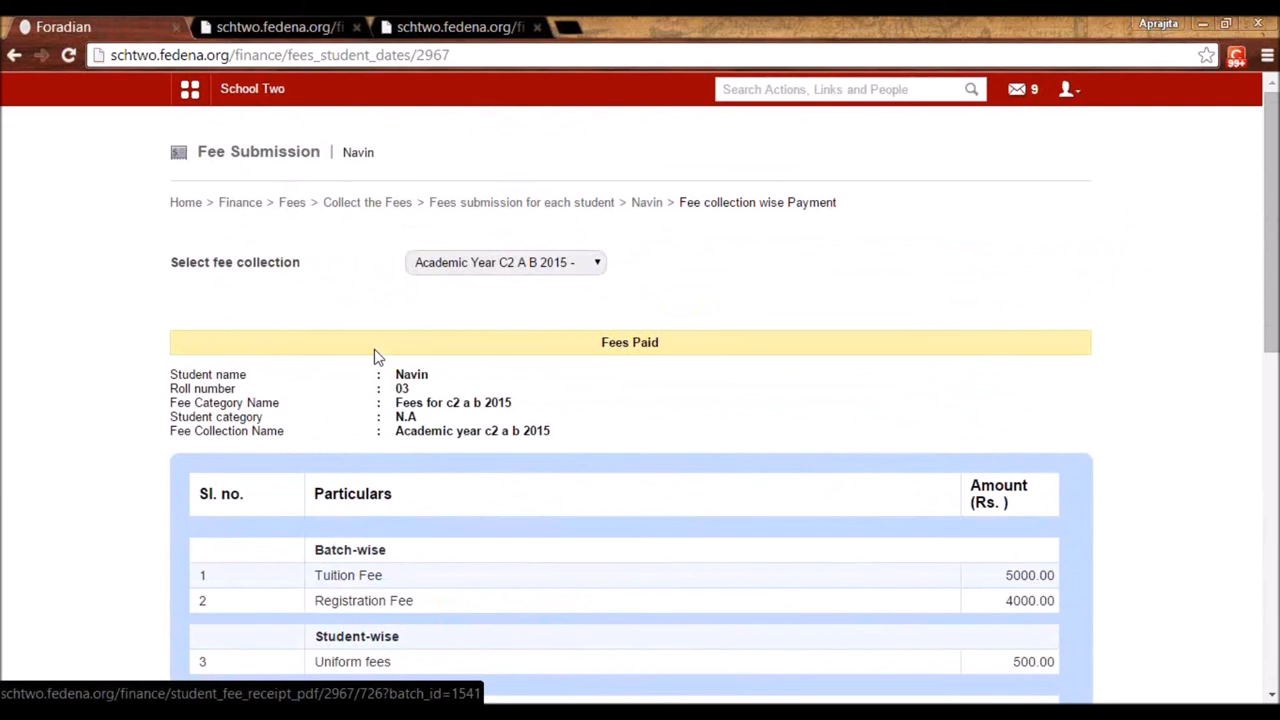 Foradian
schtwo.fedena.org/fi
schtwo.fedena.org/fi
Aprajita
schtwo.fedena.org/finance/fees_student_dates/2967
99+
School Two
Search Actions, Links and People
9
Fee Submission | Navin
Home > Finance > Fees > Collect the Fees > Fees submission for each student > Navin > Fee collection wise Payment
Select fee collection
Academic Year C2 A B 2015 -
Fees Paid
Student name : Navin
Roll number : 03
Fee Category Name : Fees for c2 a b 2015
Student category : N.A
Fee Collection Name : Academic year c2 a b 2015
Sl. no. Particulars Amount
(Rs. )
Batch-wise
1 Tuition Fee 5000.00
2 Registration Fee 4000.00
Student-wise
3 Uniform fees 500.00
schtwo.fedena.org/finance/student_fee_receipt_pdf/2967/726?batch_id=1541